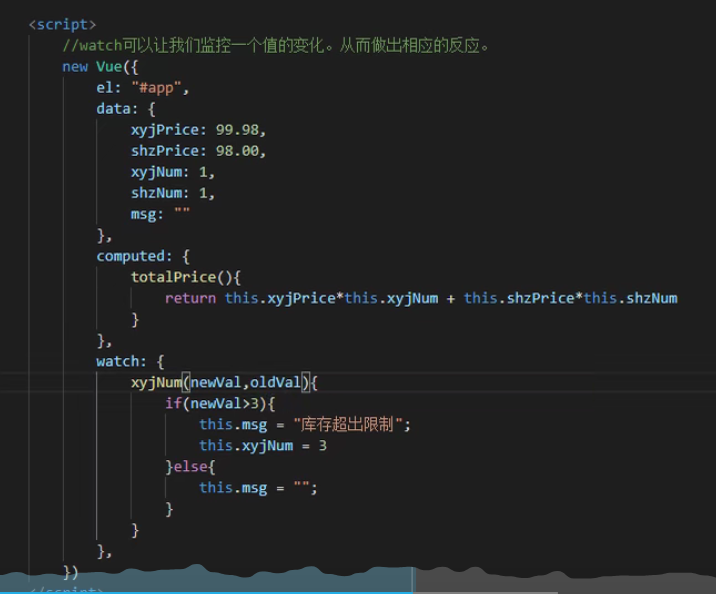 <script>
//watch可以让我们监控一个值的变化。从而做出相应的反应。
new Vue({
el: "#app",
data: {
xyjPrice: 99.98,
shzPrice: 98.00,
xyjNum: 1,
shzNum: 1,
msg: ""
},
computed: {
totalPrice(){
return this.xyjPrice*this.xyjNum + this.shzPrice*this.shzNum
}
},
watch: {
xyjNum(newVal,oldVal){
if(newVal>3){
this.msg = "库存超出限制";
this.xyjNum = 3
}else{
this.msg = "";
}
}
},
})
</script>